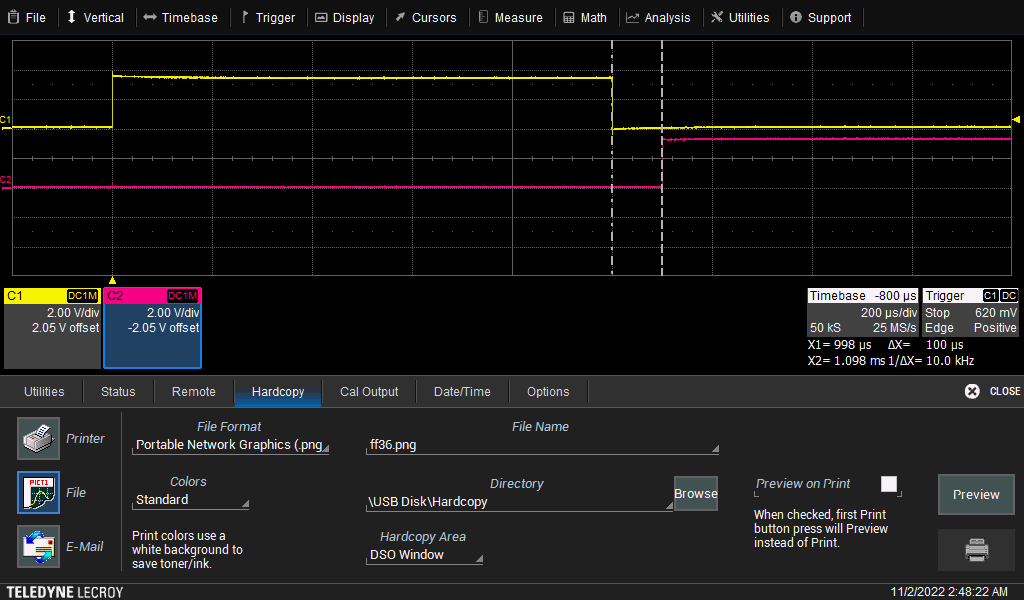 File Vertical Timebase Trigger Display Cursors Measure Math Analysis Utilities Support
C1
C2
C1 DC1M
2.00 V/div
2.05 V offset
C2 DC1M
2.00 V/div
-2.05 V offset
Timebase -800 µs
200 µs/div
50 kS 25 MS/s
Trigger C1 DC
Stop 620 mV
Edge Positive
X1= 998 µs ΔX= 100 µs
X2= 1.098 ms 1/ΔX= 10.0 kHz
Utilities Status Remote Hardcopy Cal Output Date/Time Options CLOSE
Printer
File
E-Mail
PICT1
File Format
Portable Network Graphics (.png
Colors
Standard
Print colors use a
white background to
save toner/ink.
File Name
ff36.png
Directory
\USB Disk\Hardcopy
Browse
Hardcopy Area
DSO Window
Preview on Print
When checked, first Print
button press will Preview
instead of Print.
Preview
TELEDYNE LECROY
11/2/2022 2:48:22 AM